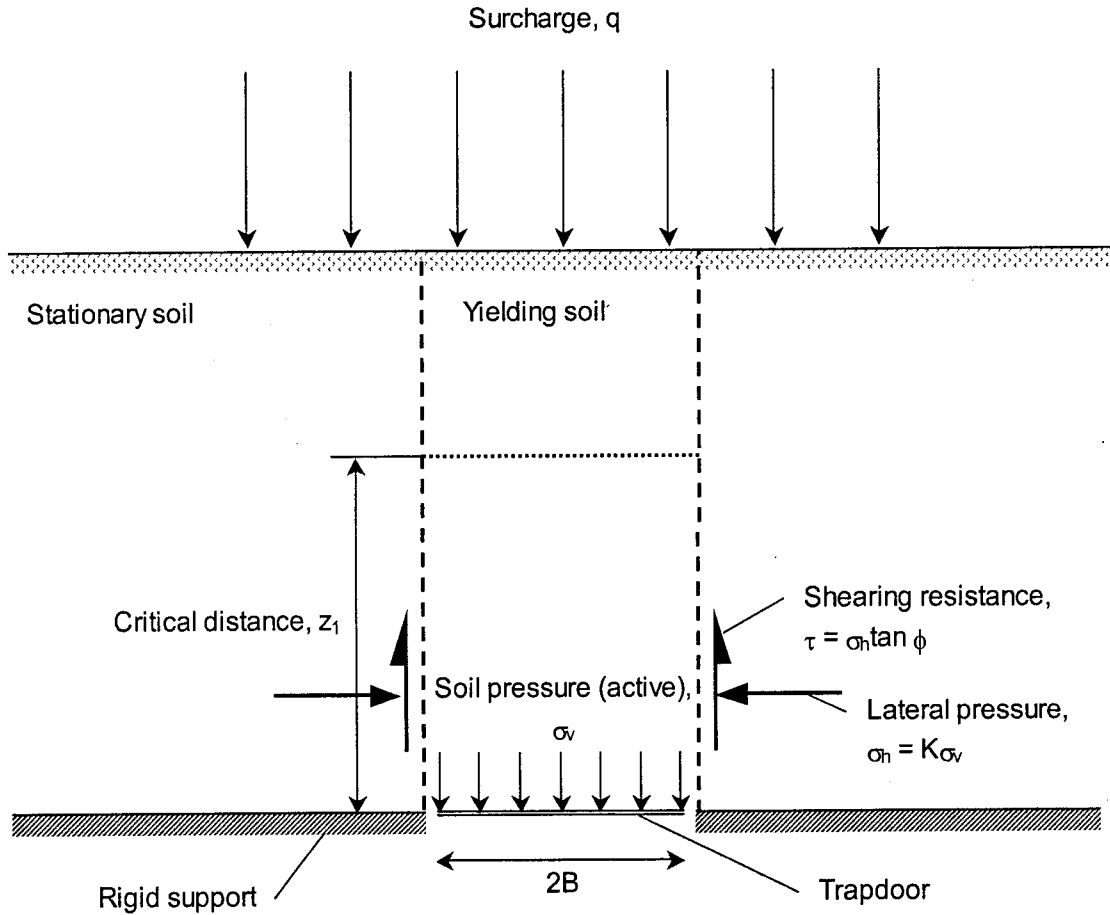 Surcharge, q
Stationary soil
Yielding soil
Critical distance, z₁
Shearing resistance,
τ = σₕtan ϕ
Soil pressure (active),
σᵥ
Lateral pressure,
σₕ = Kσᵥ
2B
Rigid support
Trapdoor